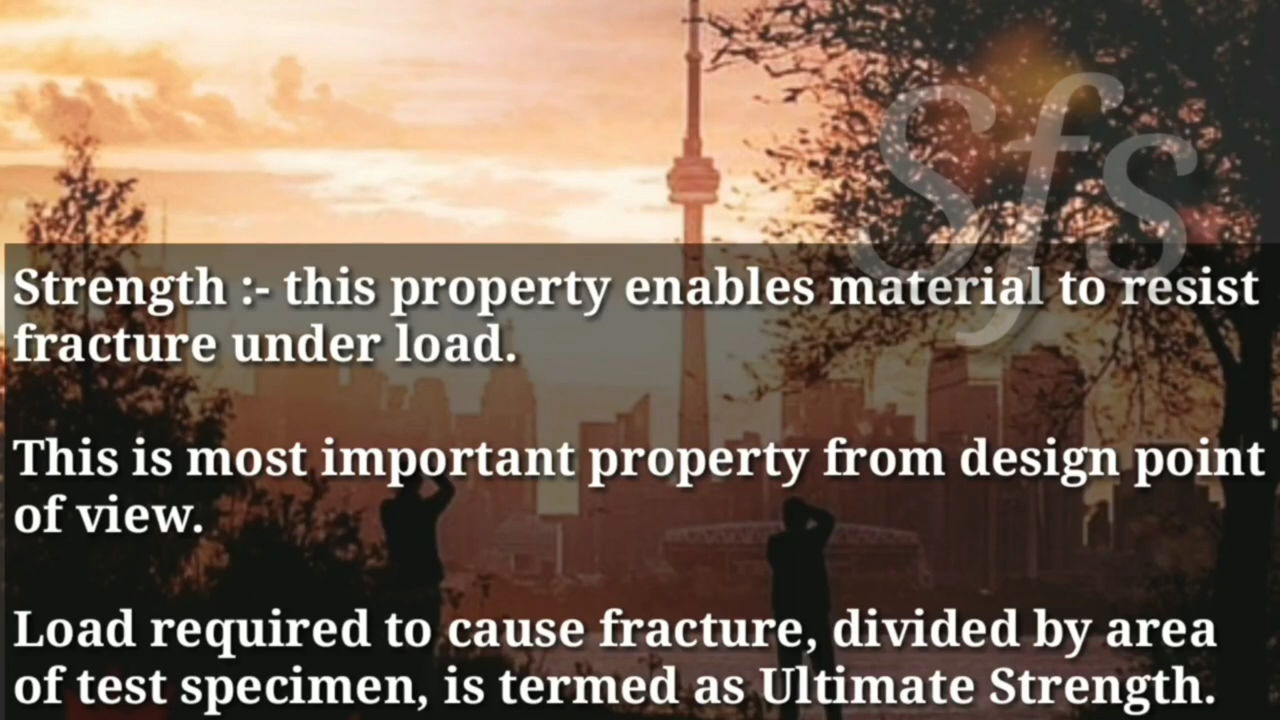 Sfs
Strength :- this property enables material to resist
fracture under load.
This is most important property from design point
of view.
Load required to cause fracture, divided by area
of test specimen, is termed as Ultimate Strength.